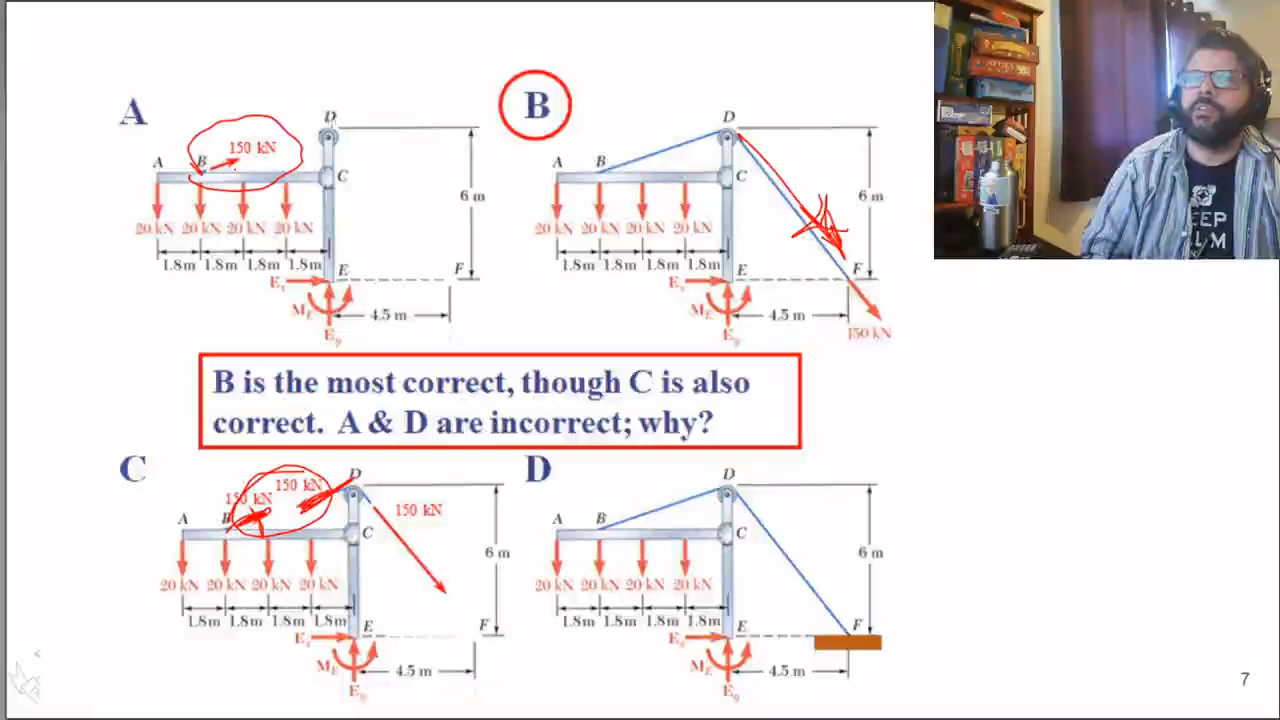 A
B
D
D
150 kN
A
B
C
A
B
C
6 m
6 m
20 kN
20 kN
20 kN
20 kN
20 kN
20 kN
20 kN
20 kN
1.8m
1.8m
1.8m
1.8m
1.8m
1.8m
1.8m
1.8m
E
F
E
F
Ex
Ex
ME
4.5 m
ME
4.5 m
Ey
Ey
150 kN
B is the most correct, though C is also
correct. A & D are incorrect; why?
C
D
D
D
150 kN
150 kN
150 kN
A
B
C
A
B
C
6 m
6 m
20 kN
20 kN
20 kN
20 kN
20 kN
20 kN
20 kN
20 kN
1.8m
1.8m
1.8m
1.8m
1.8m
1.8m
1.8m
1.8m
E
F
E
F
Ex
Ex
ME
4.5 m
ME
4.5 m
Ey
Ey
7